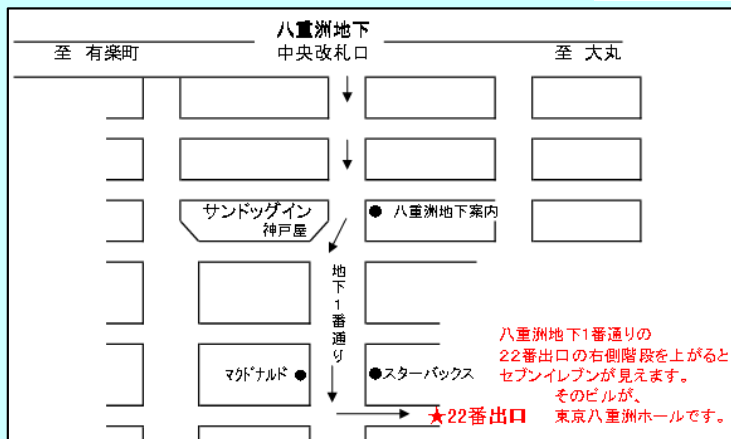 八重洲地下
中央改札口
至 有楽町
至 大丸
サンドッグイン
神戸屋
八重洲地下案内
地下1番通り
マクドナルド
スターバックス
★22番出口
八重洲地下1番通りの
22番出口の右側階段を上がると
セブンイレブンが見えます。
そのビルが、
東京八重洲ホールです。